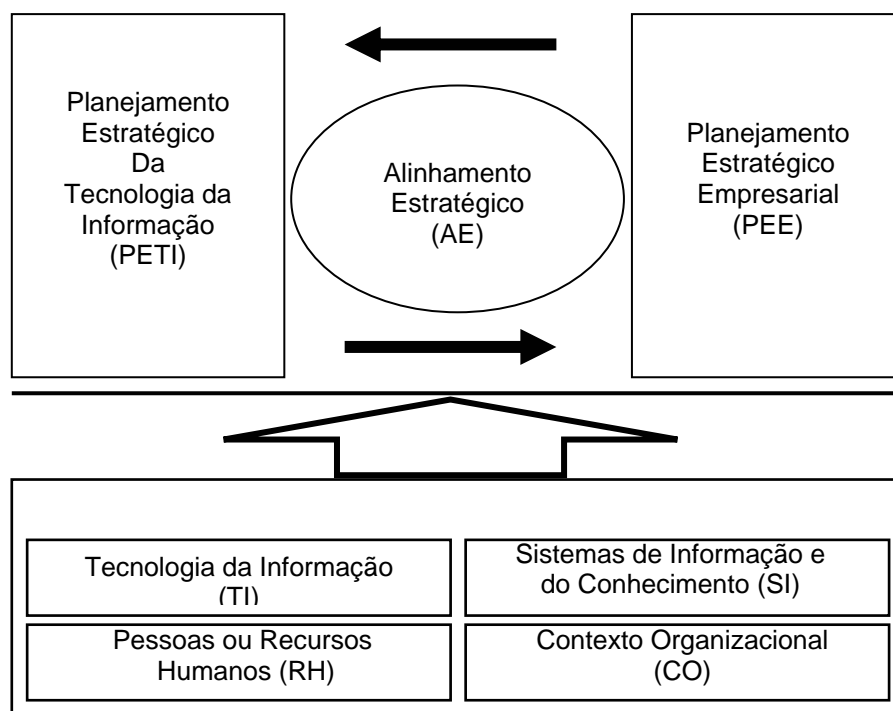 Planejamento
Estratégico
Da
Tecnologia da
Informação
(PETI)
Alinhamento
Estratégico
(AE)
Planejamento
Estratégico
Empresarial
(PEE)
Tecnologia da Informação
(TI)
Sistemas de Informação e
do Conhecimento (SI)
Pessoas ou Recursos
Humanos (RH)
Contexto Organizacional
(CO)